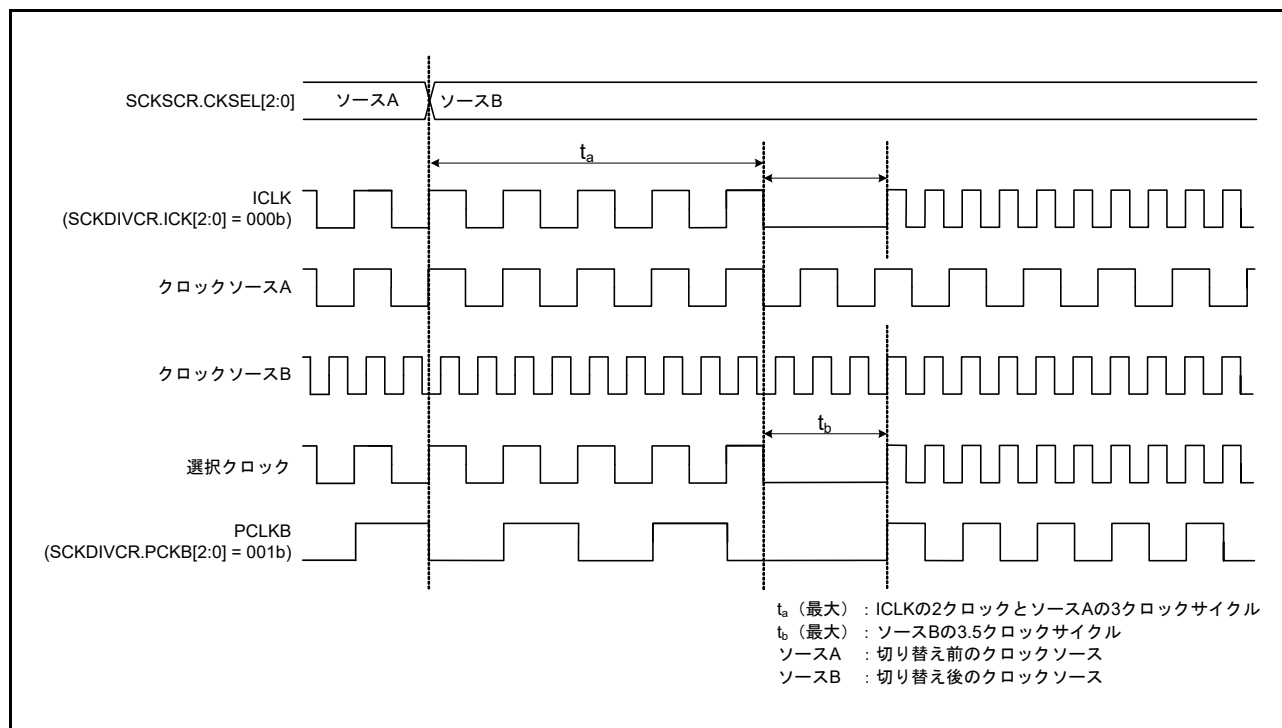 SCKSCR.CKSEL[2:0]
ソースA
ソースB
ta
ICLK
(SCKDIVCR.ICK[2:0] = 000b)
クロックソースA
クロックソースB
tb
選択クロック
PCLKB
(SCKDIVCR.PCKB[2:0] = 001b)
ta（最大）：ICLKの2クロックとソースAの3クロックサイクル
tb（最大）：ソースBの3.5クロックサイクル
ソースA ：切り替え前のクロックソース
ソースB ：切り替え後のクロックソース